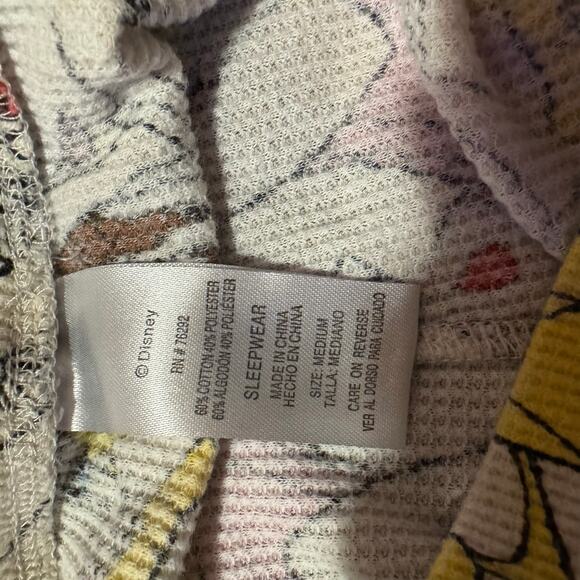 © Disney
RN # 76292
60% COTTON 40% POLYESTER
60% ALGODON 40% POLIESTER
SLEEPWEAR
MADE IN CHINA
HECHO EN CHINA
SIZE: MEDIUM
TALLA: MEDIANO
CARE ON REVERSE
VER AL DORSO PARA CUIDADO